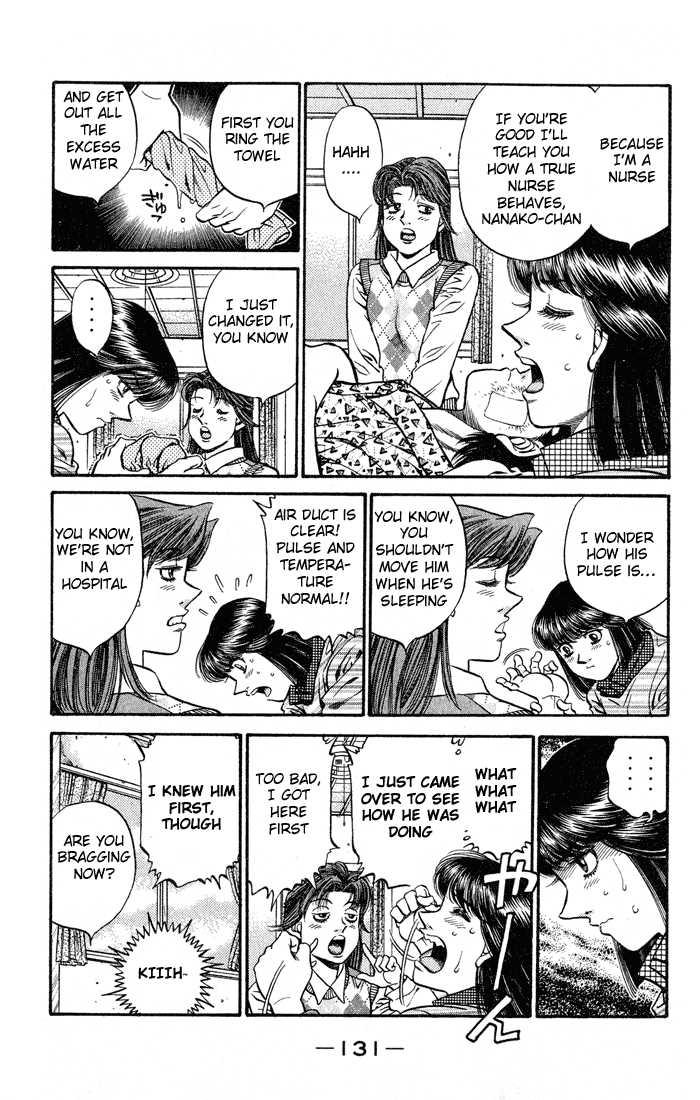 BECAUSE
I'M A
NURSE
IF YOU'RE
GOOD I'LL
TEACH YOU
HOW A TRUE
NURSE
BEHAVES,
NANAKO-CHAN
HAHH
....
FIRST YOU
RING THE
TOWEL
AND GET
OUT ALL
THE
EXCESS
WATER
I JUST
CHANGED IT,
YOU KNOW
...
I WONDER
HOW HIS
PULSE IS...
YOU KNOW,
YOU
SHOULDN'T
MOVE HIM
WHEN HE'S
SLEEPING
AIR DUCT IS
CLEAR!
PULSE AND
TEMPERA-
TURE
NORMAL!!
YOU KNOW,
WE'RE NOT
IN A
HOSPITAL
....
WHAT
WHAT
WHAT
I JUST CAME
OVER TO SEE
HOW HE WAS
DOING
TOO BAD,
I GOT
HERE
FIRST
やーん
I KNEW HIM
FIRST,
THOUGH
ARE YOU
BRAGGING
NOW?
KIIIH~
—131—